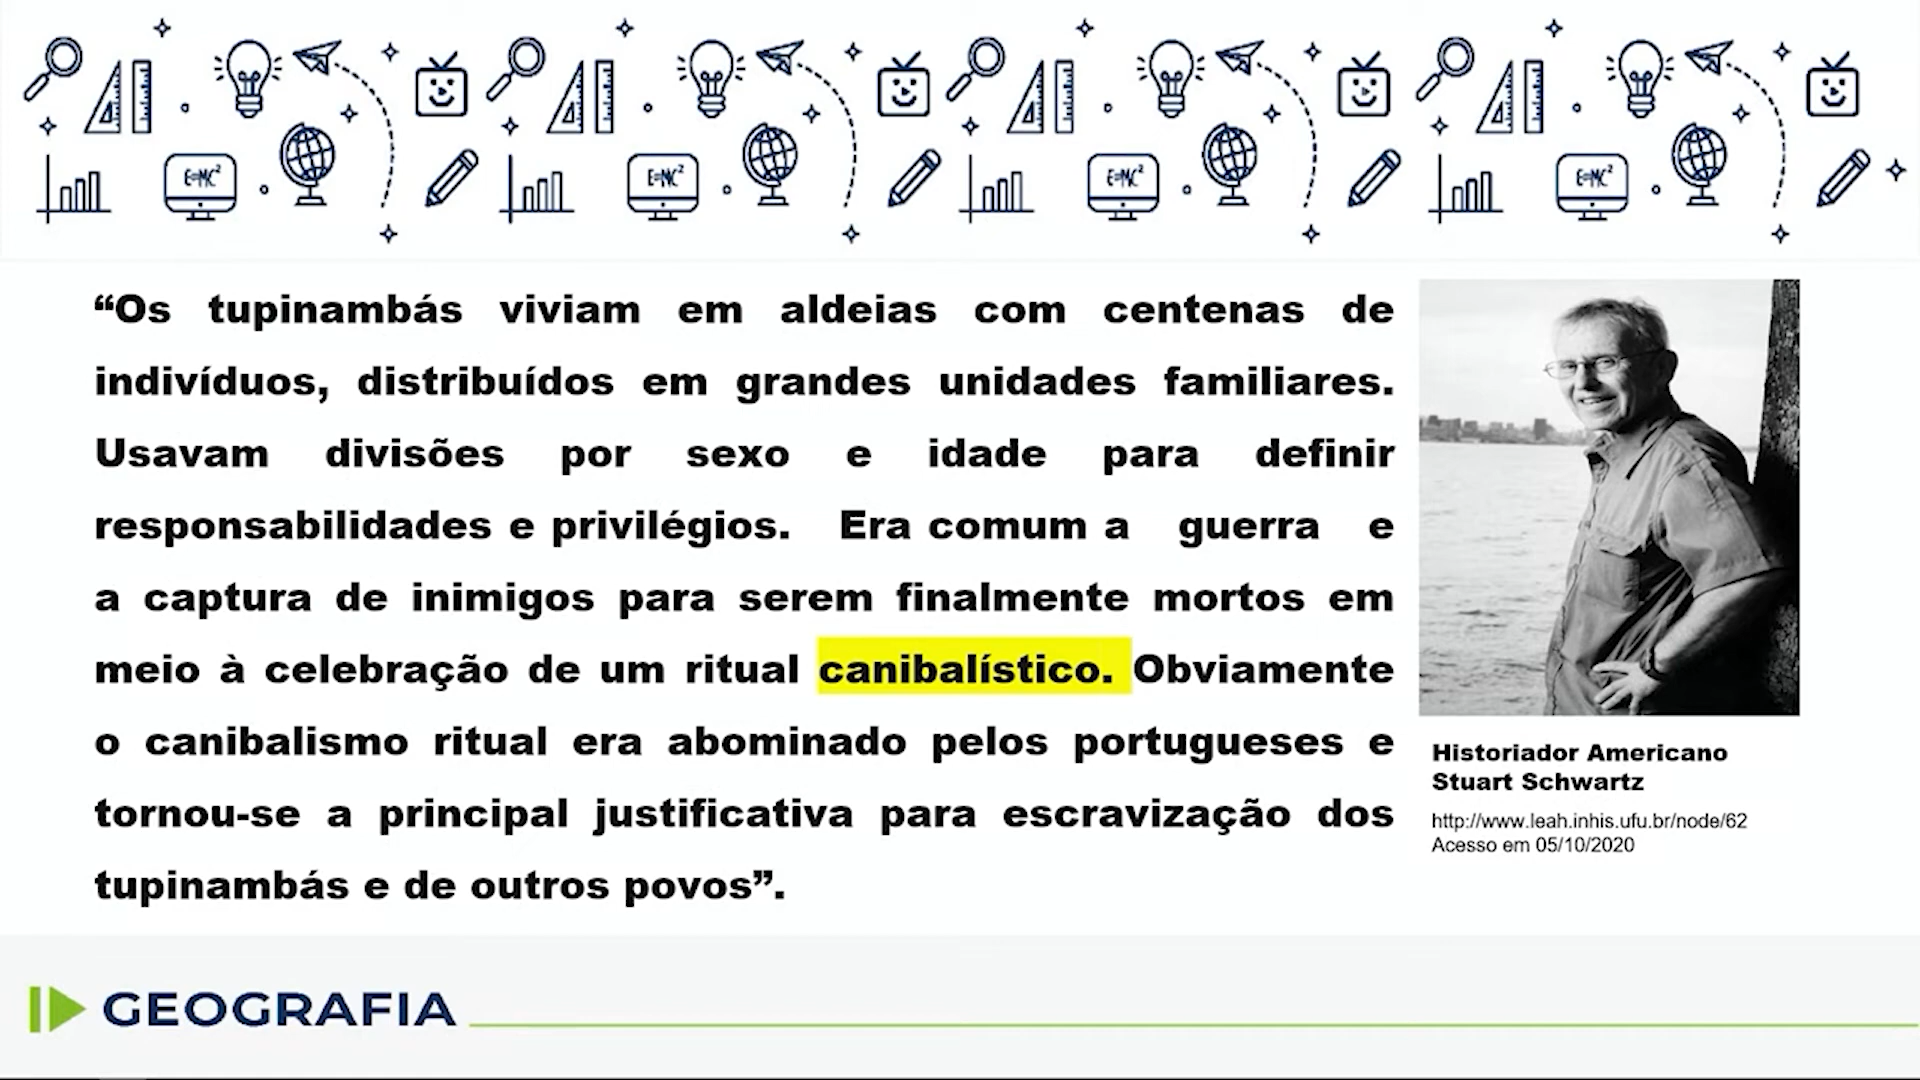 E=MC²
E=MC²
E=MC²
E=MC²
“Os tupinambás viviam em aldeias com centenas de
indivíduos, distribuídos em grandes unidades familiares.
Usavam divisões por sexo e idade para definir
responsabilidades e privilégios. Era comum a guerra e
a captura de inimigos para serem finalmente mortos em
meio à celebração de um ritual canibalístico. Obviamente
o canibalismo ritual era abominado pelos portugueses e
tornou-se a principal justificativa para escravização dos
tupinambás e de outros povos”.
Historiador Americano
Stuart Schwartz
http://www.leah.inhis.ufu.br/node/62
Acesso em 05/10/2020
GEOGRAFIA